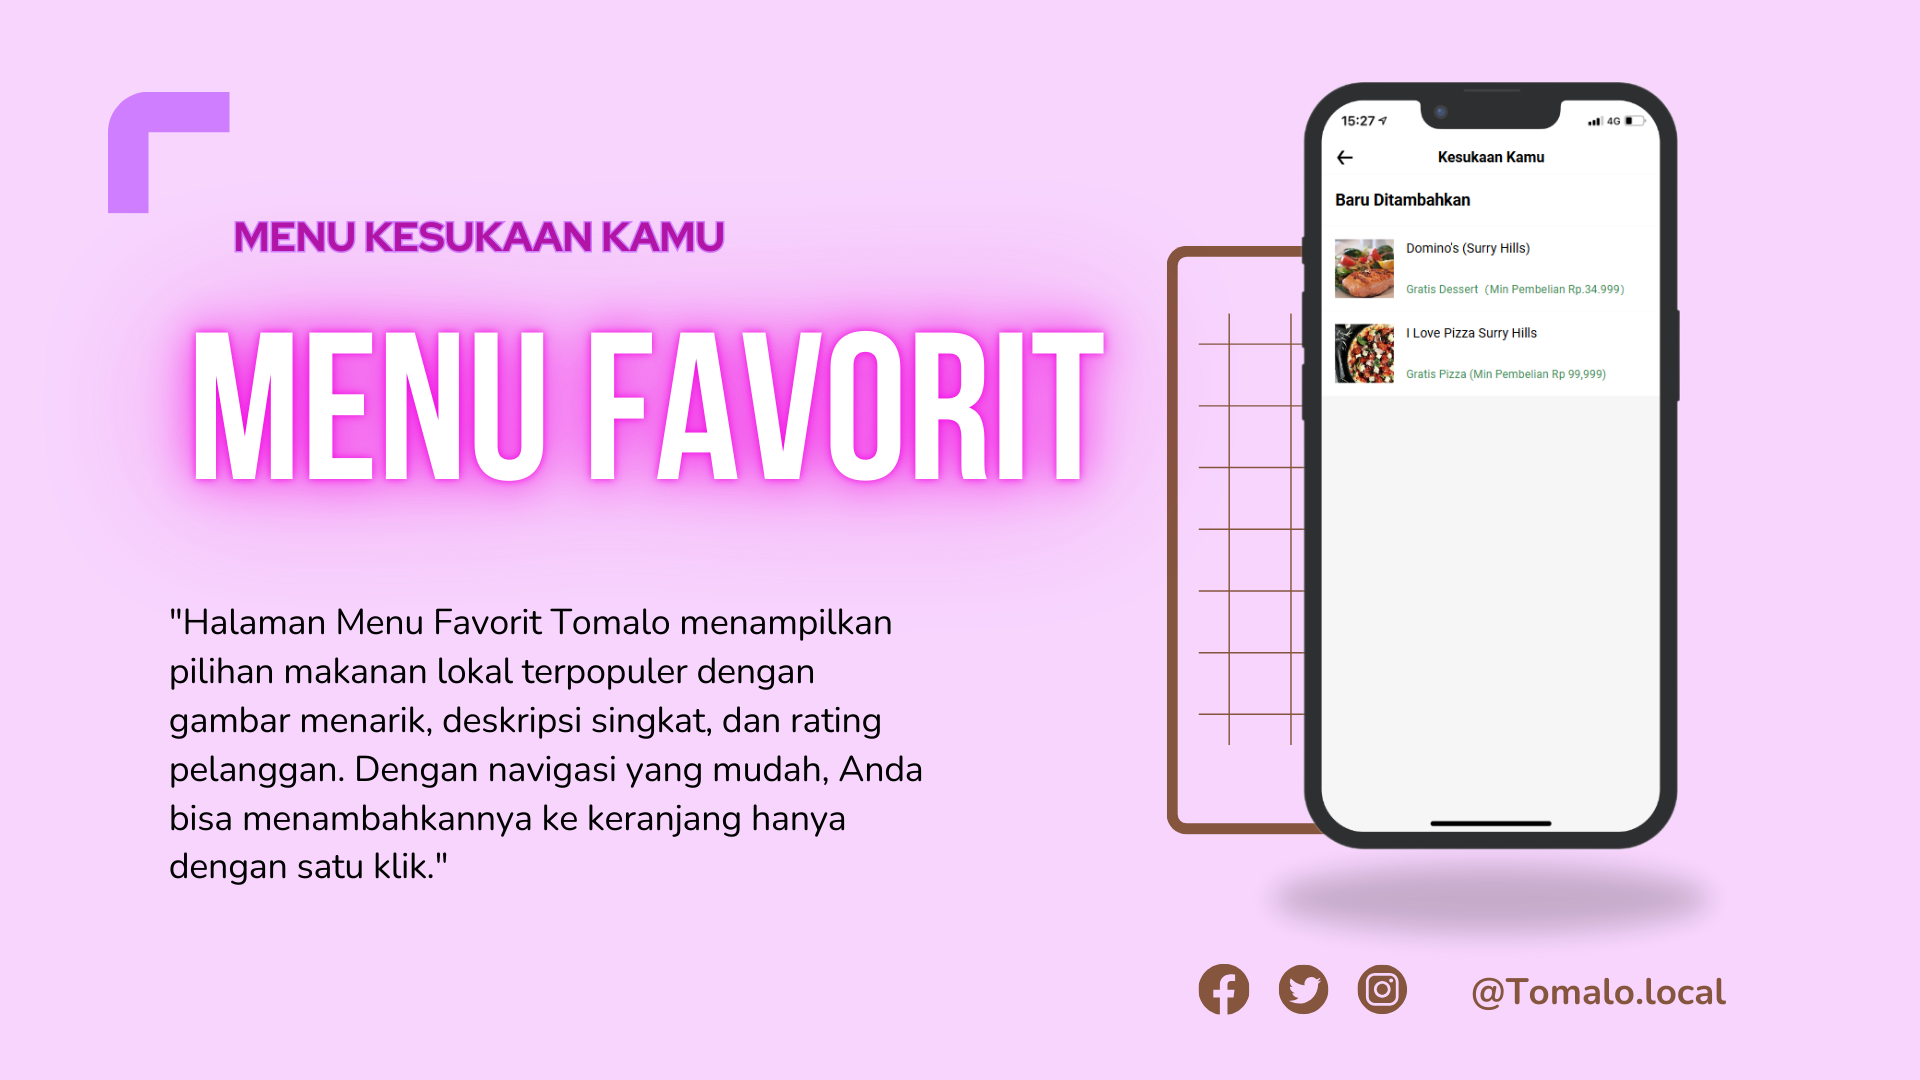 MENU KESUKAAN KAMU
MENU FAVORIT
"Halaman Menu Favorit Tomalo menampilkan
pilihan makanan lokal terpopuler dengan
gambar menarik, deskripsi singkat, dan rating
pelanggan. Dengan navigasi yang mudah, Anda
bisa menambahkannya ke keranjang hanya
dengan satu klik."
15:27 4G
Kesukaan Kamu
Baru Ditambahkan
Domino's (Surry Hills)
Gratis Dessert (Min Pembelian Rp.34.999)
I Love Pizza Surry Hills
Gratis Pizza (Min Pembelian Rp 99,999)
@Tomalo.local